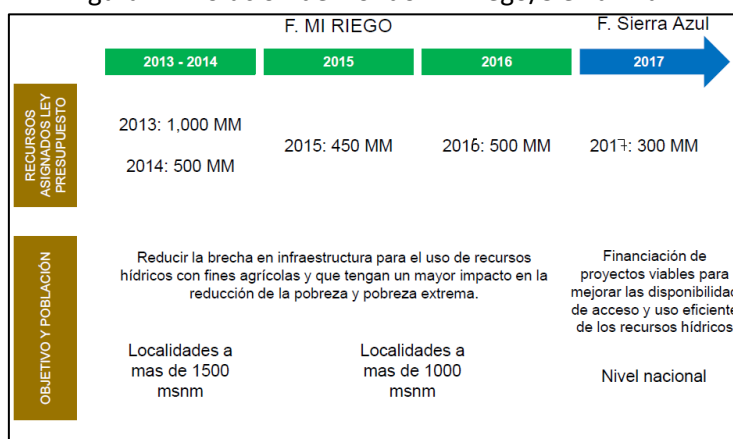 F. MI RIEGO
F. Sierra Azul
2013 - 2014
2015
2016
2017
RECURSOS
ASIGNADOS LEY
PRESUPUESTO
2013: 1,000 MM
2014: 500 MM
2015: 450 MM
2016: 500 MM
2017: 300 MM
OBJETIVO Y POBLACIÓN
Reducir la brecha en infraestructura para el uso de recursos
hídricos con fines agrícolas y que tengan un mayor impacto en la
reducción de la pobreza y pobreza extrema.
Financiación de
proyectos viables para
mejorar las disponibilidad
de acceso y uso eficiente
de los recursos hídricos
Localidades a
mas de 1500
msnm
Localidades a
mas de 1000
msnm
Nivel nacional